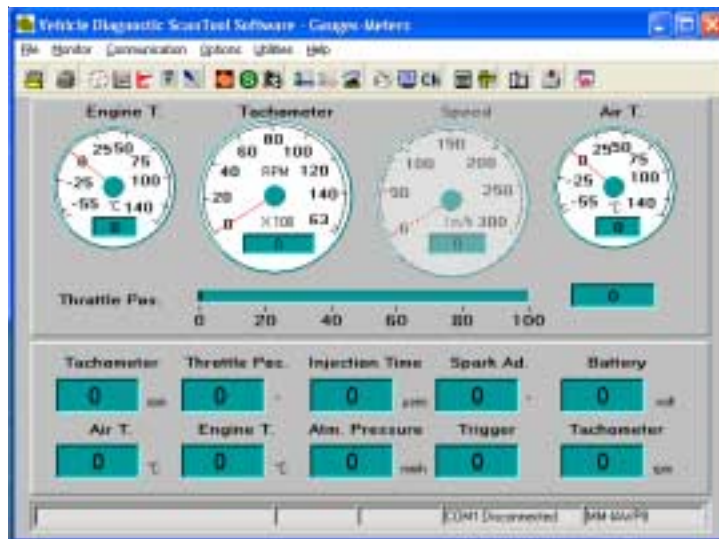 Vehicle Diagnostic ScanTool Software - Gauges-Meters
File Monitor Communication Options Utilities Help
Engine T. Tachometer Speed Air T.
-55 -25 0 25 50 75 100 140 °C 0
0 20 40 60 80 100 120 140 63 RPM X100 0
0 50 100 150 200 250 300 km/h 0
-55 -25 0 25 50 75 100 140 °C 0
Throttle Pos. 0
0 20 40 60 80 100
Tachometer Throttle Pos. Injection Time Spark Ad. Battery
0 0 ° 0 0 ° 0 volt
Air T. Engine T. Atm. Pressure Trigger Tachometer
0 °C 0 °C 0 0 0 rpm
COM1 Disconnected